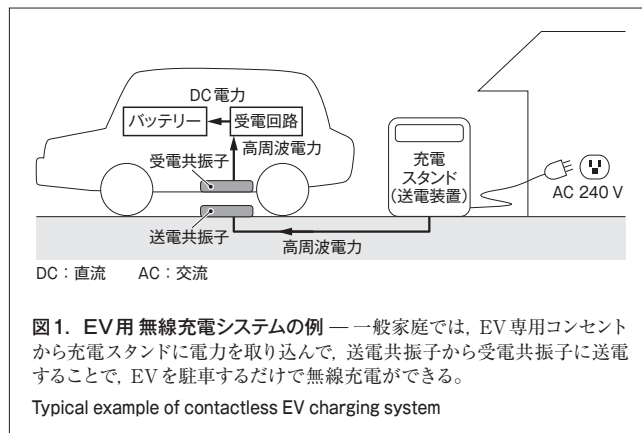 DC電力
バッテリー
受電回路
高周波電力
受電共振子
送電共振子
高周波電力
充電
スタンド
(送電装置)
AC 240 V
DC:直流 AC:交流
図1. EV用 無線充電システムの例 — 一般家庭では,EV専用コンセント
から充電スタンドに電力を取り込んで,送電共振子から受電共振子に送電
することで,EVを駐車するだけで無線充電ができる。
Typical example of contactless EV charging system